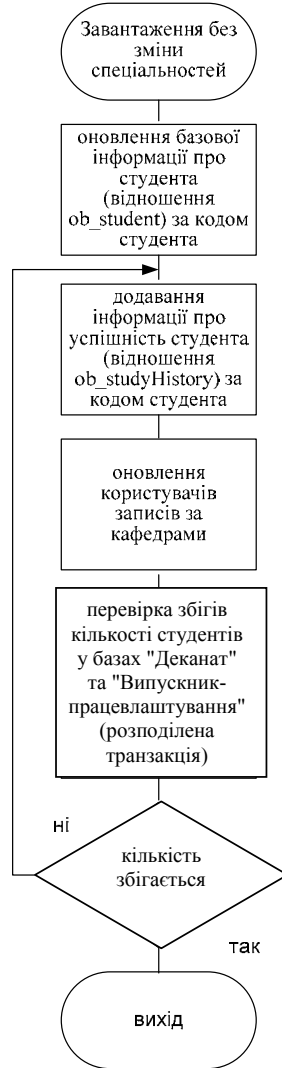 Завантаження без
зміни
спеціальностей
оновлення базової
інформації про
студента
(відношення
ob_student) за кодом
студента
додавання
інформації про
успішність студента
(відношення
ob_studyHistory) за
кодом студента
оновлення
користувачів
записів за
кафедрами
перевірка збігів
кількості студентів
у базах "Деканат"
та "Випускник-
працевлаштування"
(розподілена
транзакція)
ні
кількість
збігається
так
вихід